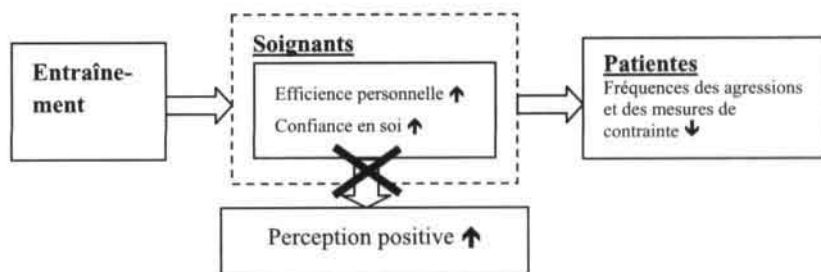 Entraîne-
ment
Soignants
Efficience personnelle ↑
Confiance en soi ↑
Patientes
Fréquences des agressions
et des mesures de
contrainte ↓
Perception positive ↑